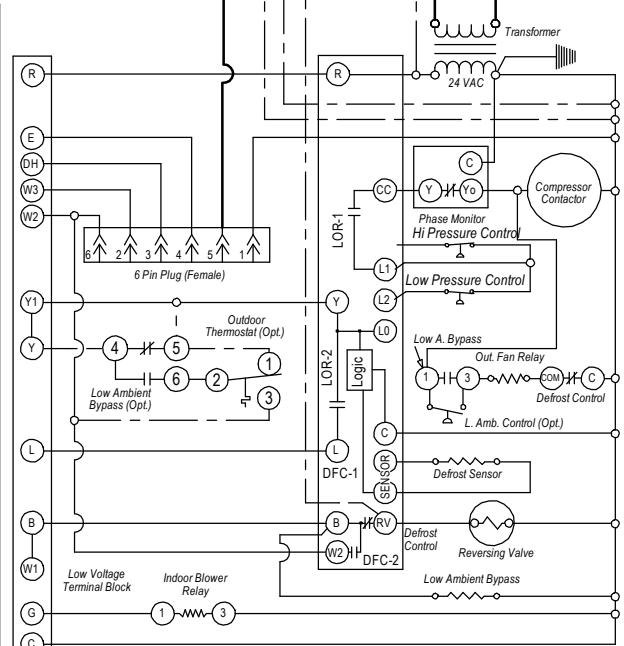 Transformer
R
R
24 VAC
E
DH
C
W3
CC
Y
Yo
Compressor
Contactor
W2
LOR-1
Phase Monitor
Hi Pressure Control
6
2
3
4
5
1
6 Pin Plug (Female)
L1
Low Pressure Control
L2
Y1
Y
Outdoor
Thermostat (Opt.)
L0
Low A. Bypass
Y
4
5
1
Out. Fan Relay
LOR-2
Logic
6
2
1
3
COM
C
Low Ambient
Bypass (Opt.)
3
Defrost Control
L. Amb. Control (Opt.)
C
L
L
DFC-1
SENSOR
Defrost Sensor
B
B
RV
Defrost
Control
W2
DFC-2
Reversing Valve
W1
Low Voltage
Terminal Block
Indoor Blower
Relay
Low Ambient Bypass
G
1
3
C